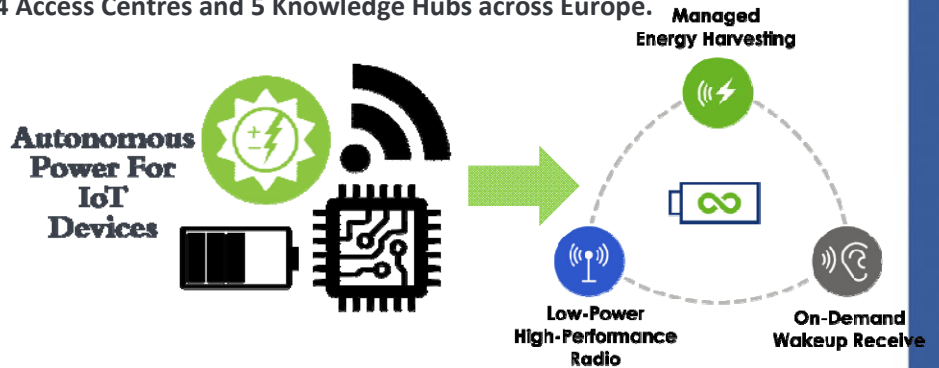 4 Access Centres and 5 Knowledge Hubs across Europe.
Managed
Energy Harvesting
Autonomous
Power For
IoT
Devices
Low-Power
High-Performance
Radio
On-Demand
Wakeup Receive